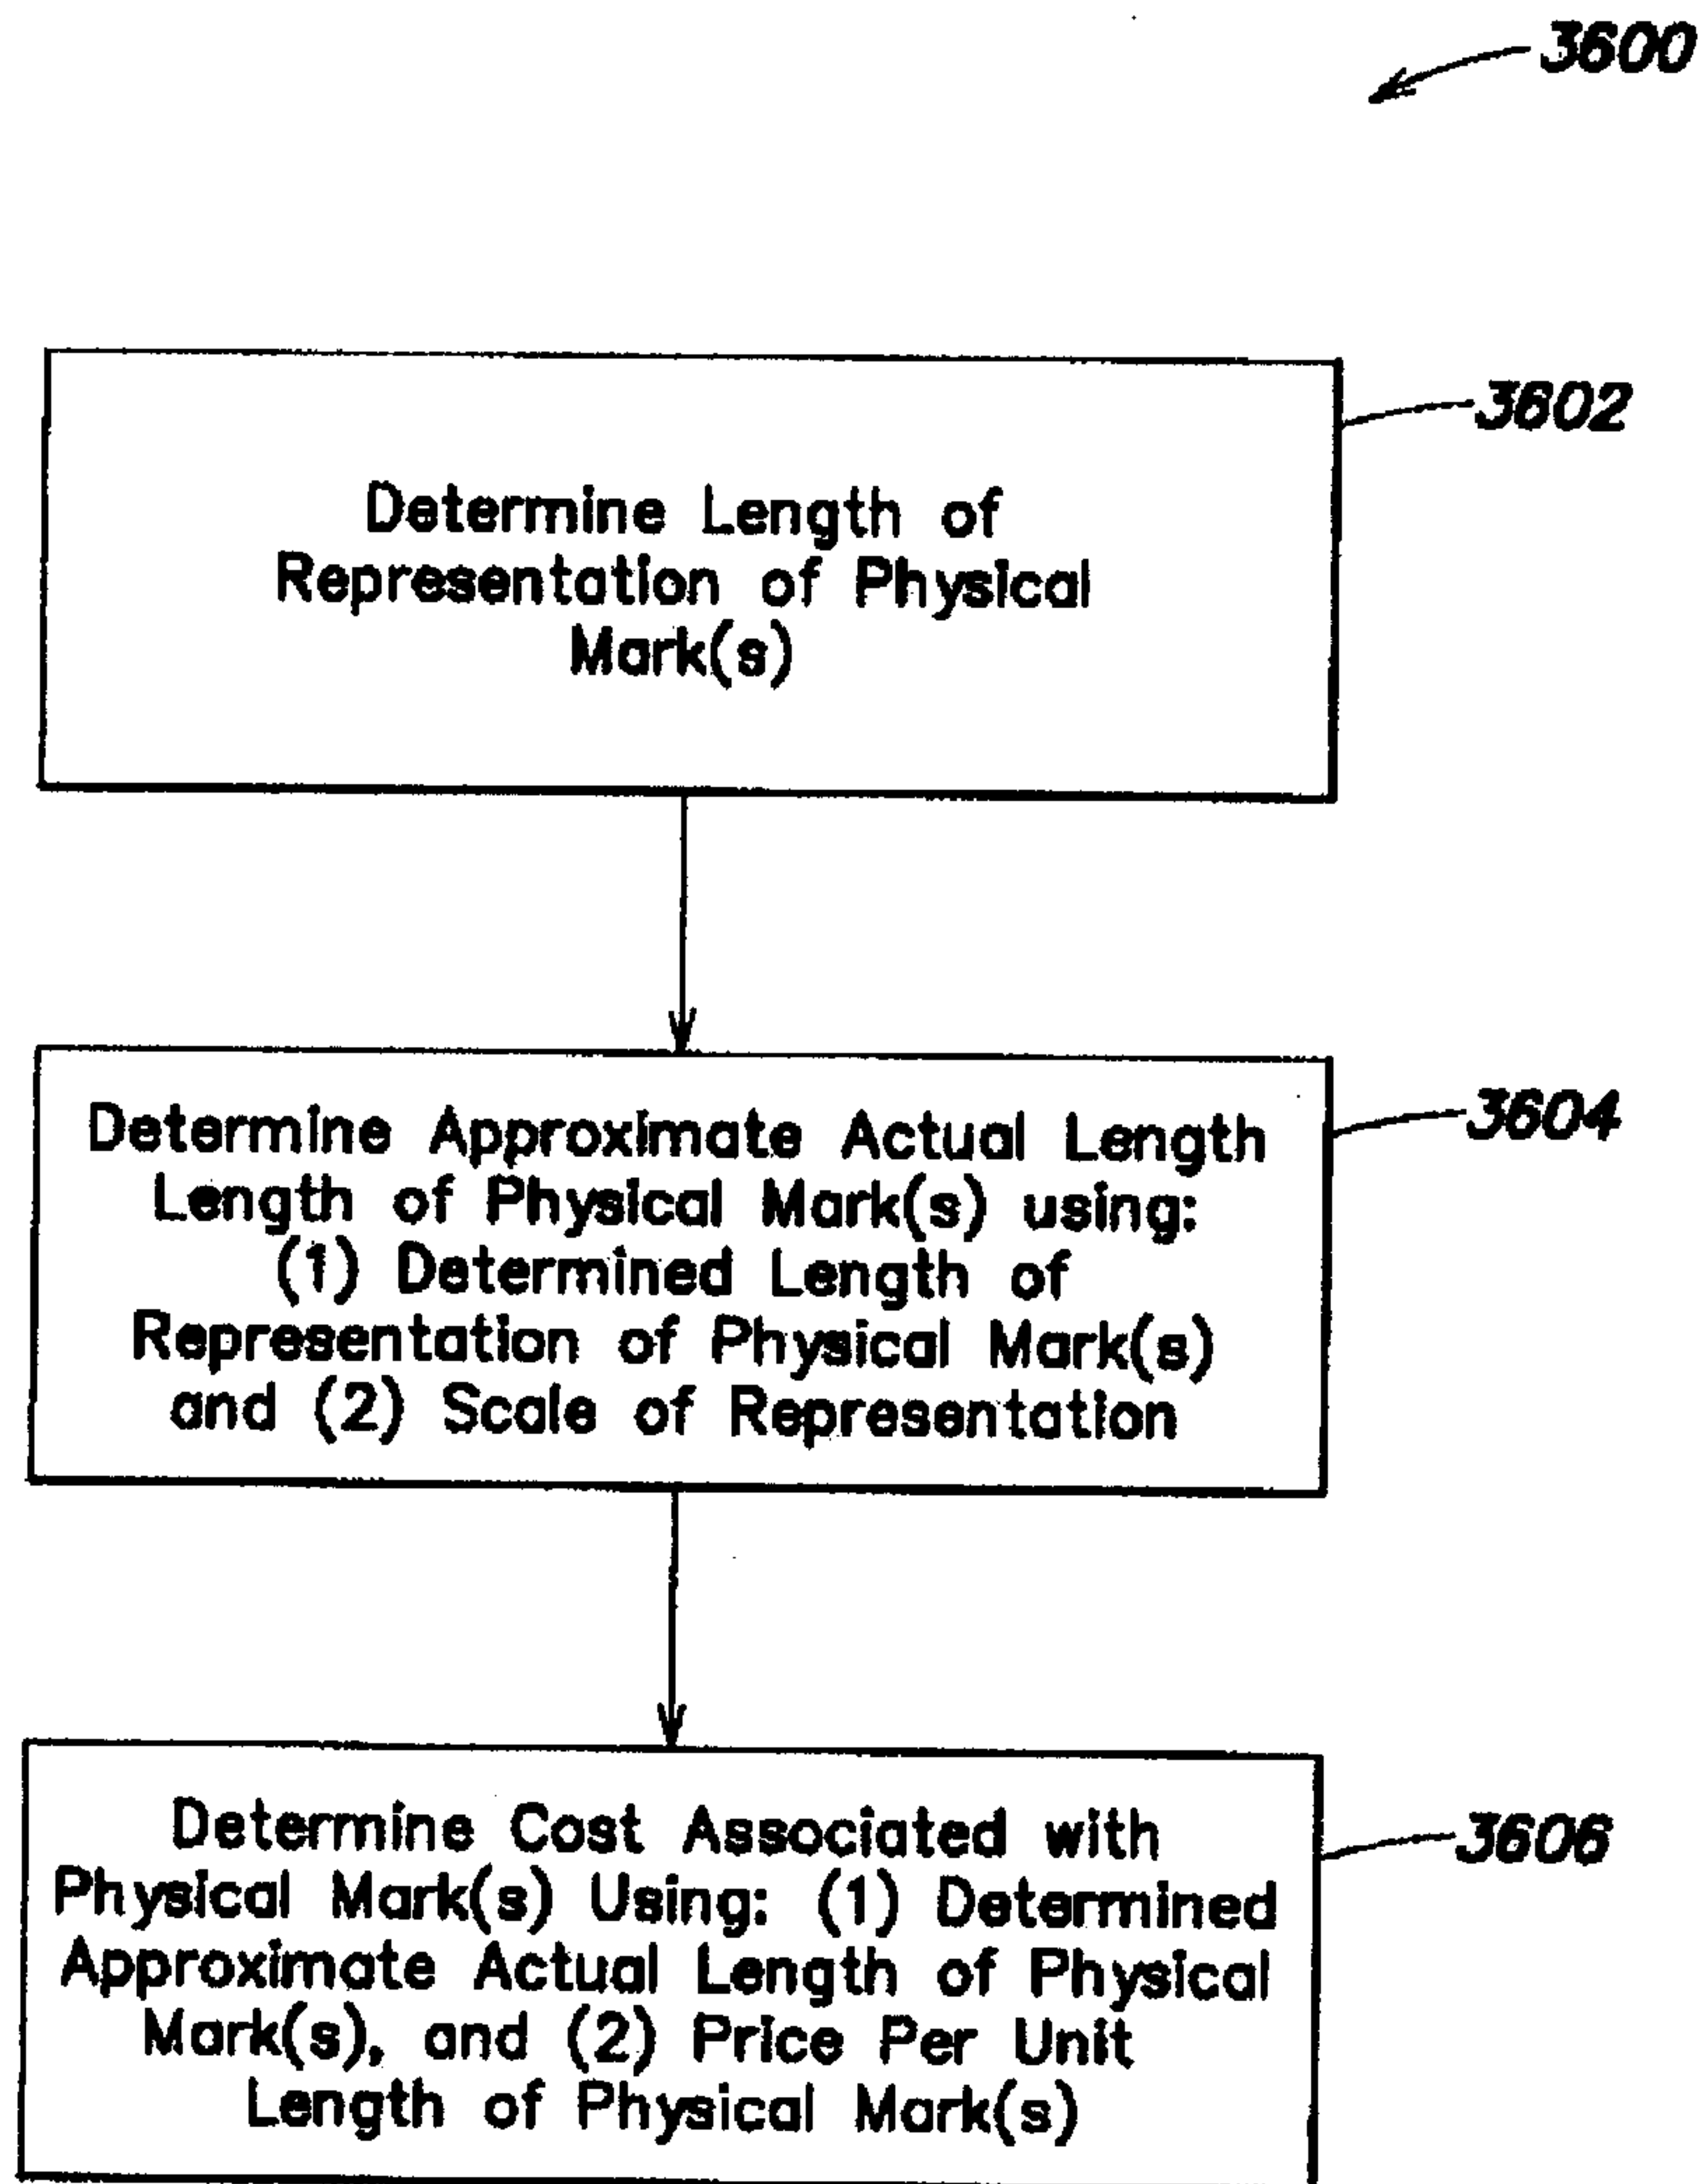 3600
3602
Determine Length of
Representation of Physical
Mark(s)
3604
Determine Approximate Actual Length
Length of Physical Mark(s) using:
(1) Determined Length of
Representation of Physical Mark(s)
and (2) Scale of Representation
3606
Determine Cost Associated with
Physical Mark(s) Using: (1) Determined
Approximate Actual Length of Physical
Mark(s), and (2) Price Per Unit
Length of Physical Mark(s)